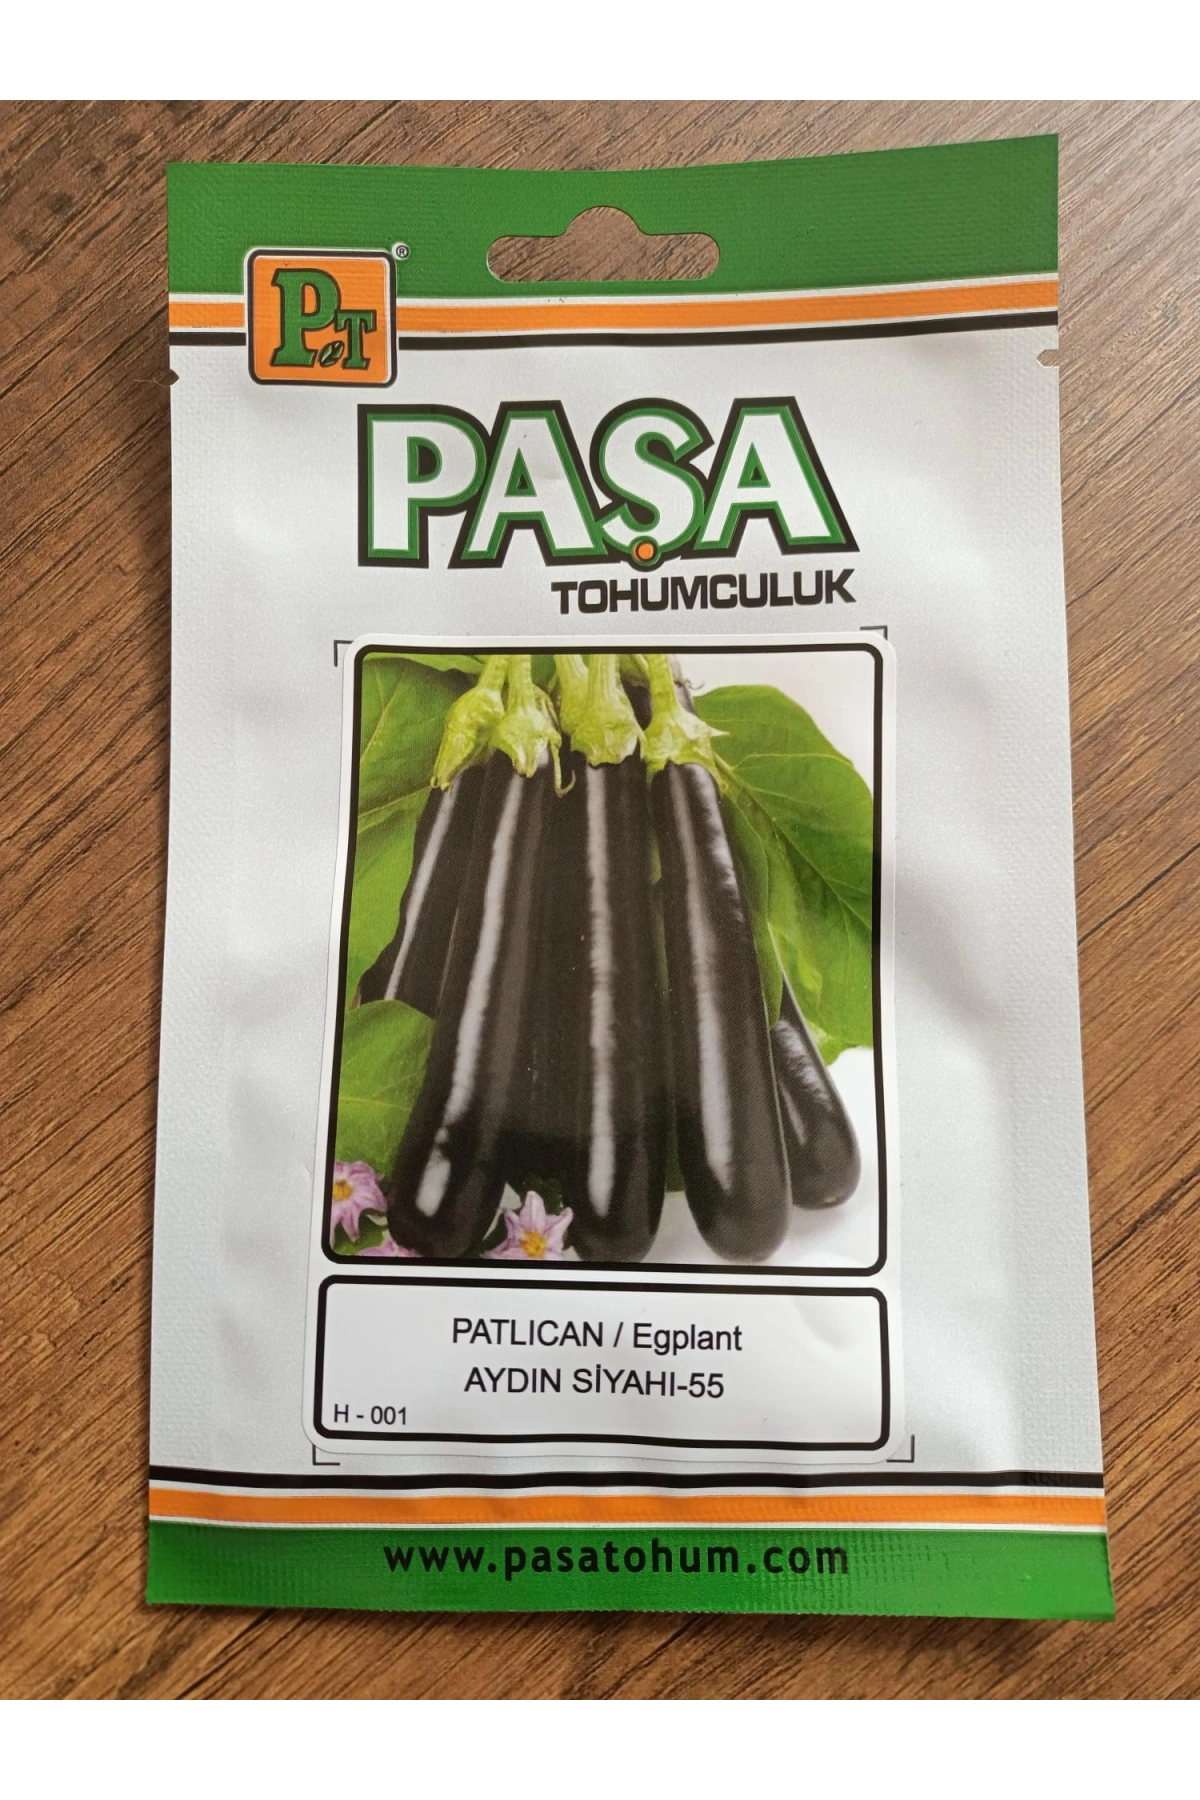 PT®
PAŞA
TOHUMCULUK
PATLICAN / Egplant
AYDIN SİYAHI-55
H - 001
www.pasatohum.com